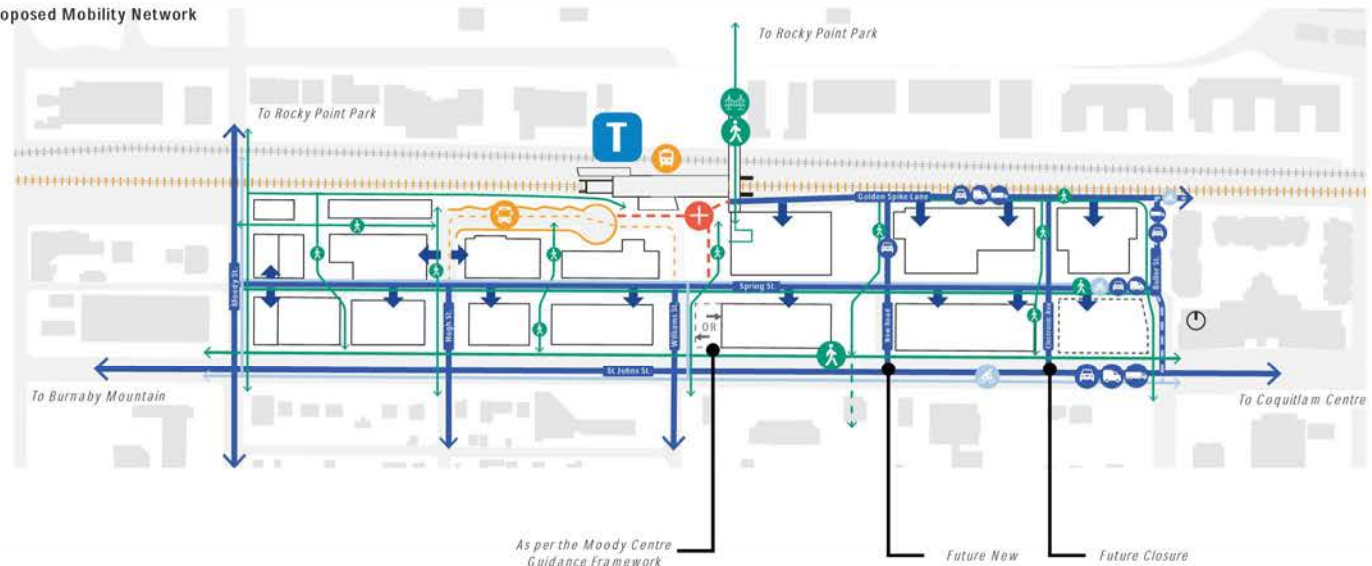 oposed Mobility Network
To Rocky Point Park
To Rocky Point Park
T
Golden Spike Lane
Moody St.
Spring St.
Buller St.
Hugh St.
Williams St.
OR
New Road
Electronic Ave
St Johns St.
To Burnaby Mountain
To Coquitlam Centre
As per the Moody Centre
Guidance Framework
Future New
Future Closure